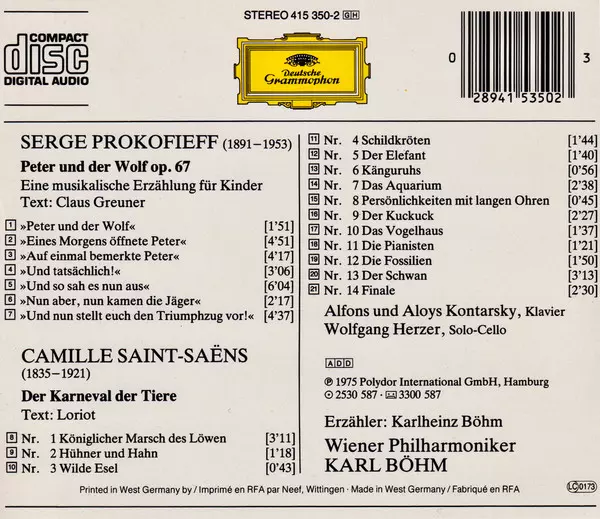 STEREO 415 350-2 GH
COMPACT
disc
DIGITAL AUDIO
Deutsche
Grammophon
0 28941 53502 3
SERGE PROKOFIEFF (1891–1953)
Peter und der Wolf op. 67
Eine musikalische Erzählung für Kinder
Text: Claus Greuner
1 »Peter und der Wolf« [1'51]
2 »Eines Morgens öffnete Peter« [4'51]
3 »Auf einmal bemerkte Peter« [4'17]
4 »Und tatsächlich!« [3'06]
5 »Und so sah es nun aus« [6'04]
6 »Nun aber, nun kamen die Jäger« [2'17]
7 »Und nun stellt euch den Triumphzug vor!« [4'37]
CAMILLE SAINT-SAËNS
(1835-1921)
Der Karneval der Tiere
Text: Loriot
8 Nr. 1 Königlicher Marsch des Löwen [3'11]
9 Nr. 2 Hühner und Hahn [1'18]
10 Nr. 3 Wilde Esel [0'43]
11 Nr. 4 Schildkröten [1'44]
12 Nr. 5 Der Elefant [1'40]
13 Nr. 6 Känguruhs [0'56]
14 Nr. 7 Das Aquarium [2'38]
15 Nr. 8 Persönlichkeiten mit langen Ohren [0'45]
16 Nr. 9 Der Kuckuck [2'27]
17 Nr. 10 Das Vogelhaus [1'37]
18 Nr. 11 Die Pianisten [1'21]
19 Nr. 12 Die Fossilien [1'50]
20 Nr. 13 Der Schwan [3'13]
21 Nr. 14 Finale [2'30]
Alfons und Aloys Kontarsky, Klavier
Wolfgang Herzer, Solo-Cello
ADD
℗ 1975 Polydor International GmbH, Hamburg
2530 587 · 3300 587
Erzähler: Karlheinz Böhm
Wiener Philharmoniker
KARL BÖHM
Printed in West Germany by / Imprimé en RFA par Neef, Wittingen · Made in West Germany / Fabriqué en RFA
LC 0173